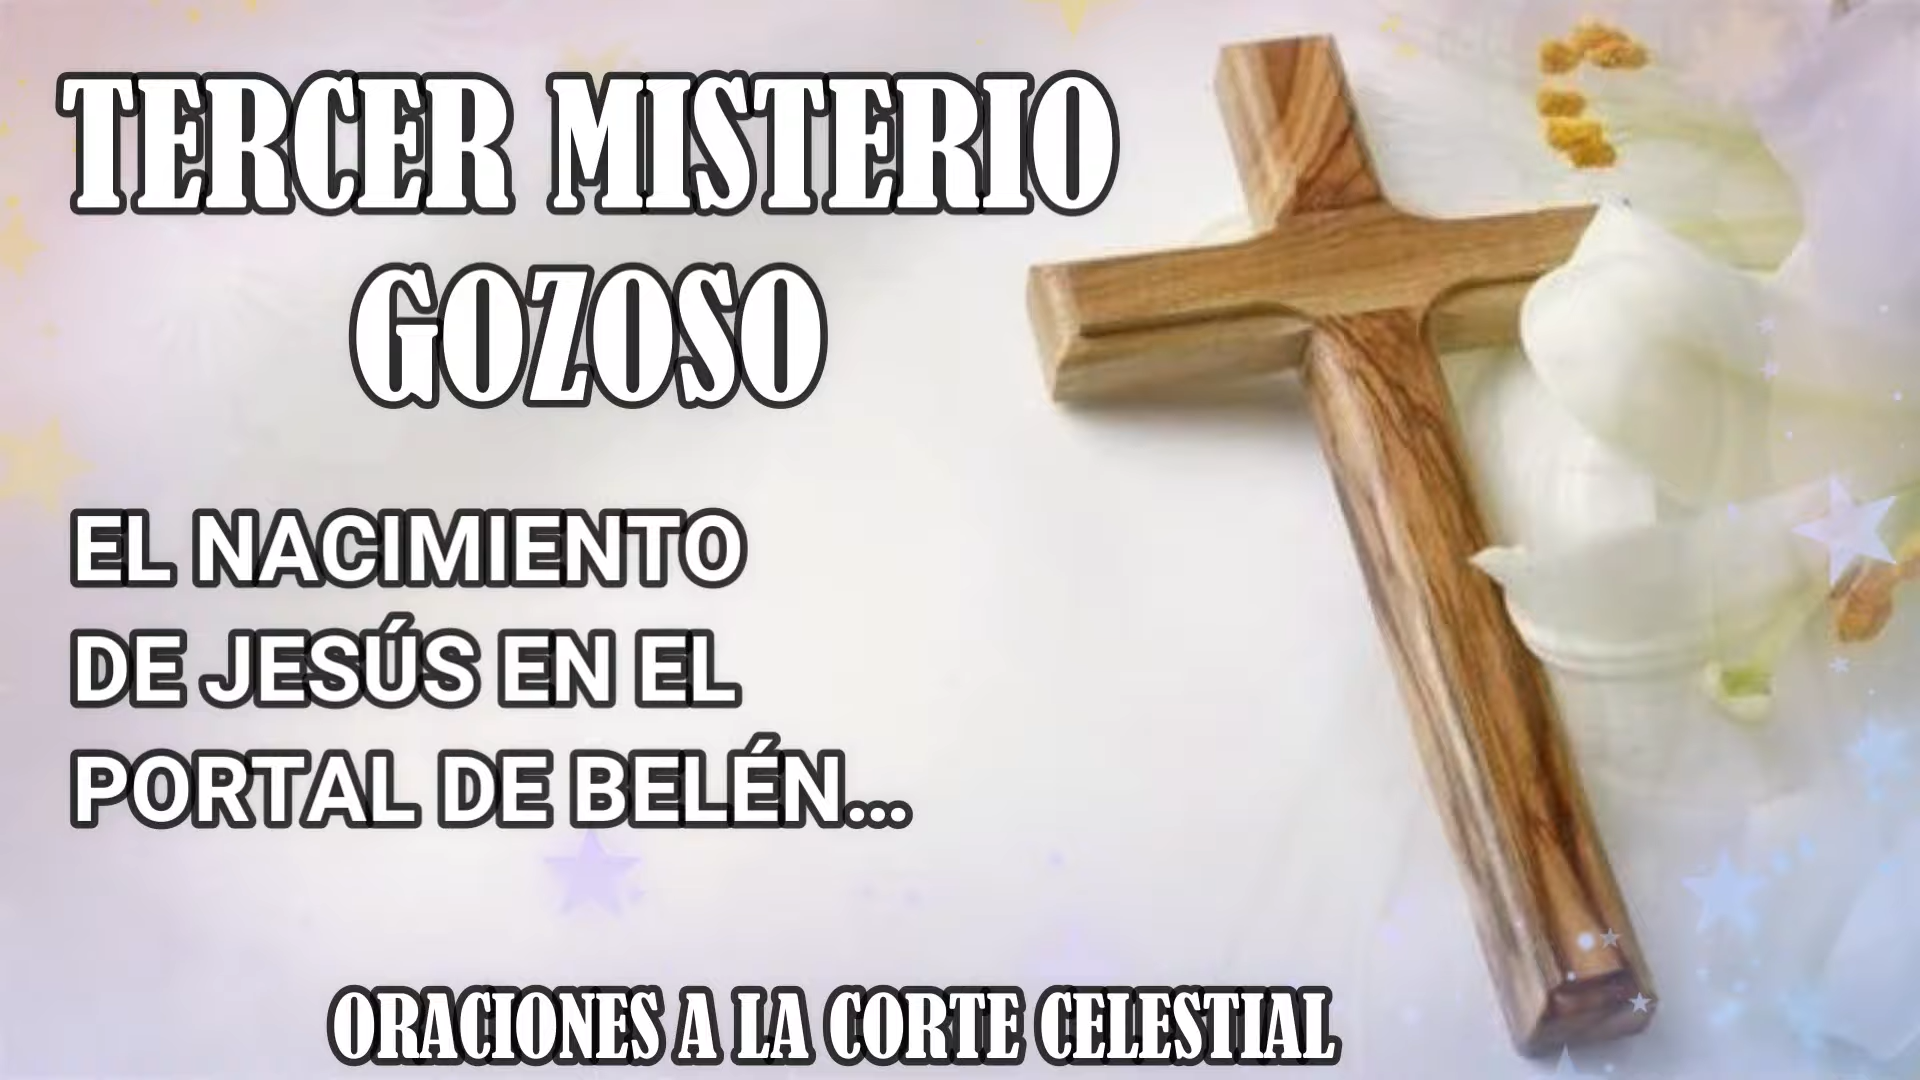 TERCER MISTERIO
GOZOSO
EL NACIMIENTO
DE JESÚS EN EL
PORTAL DE BELÉN...
ORACIONES A LA CORTE CELESTIAL